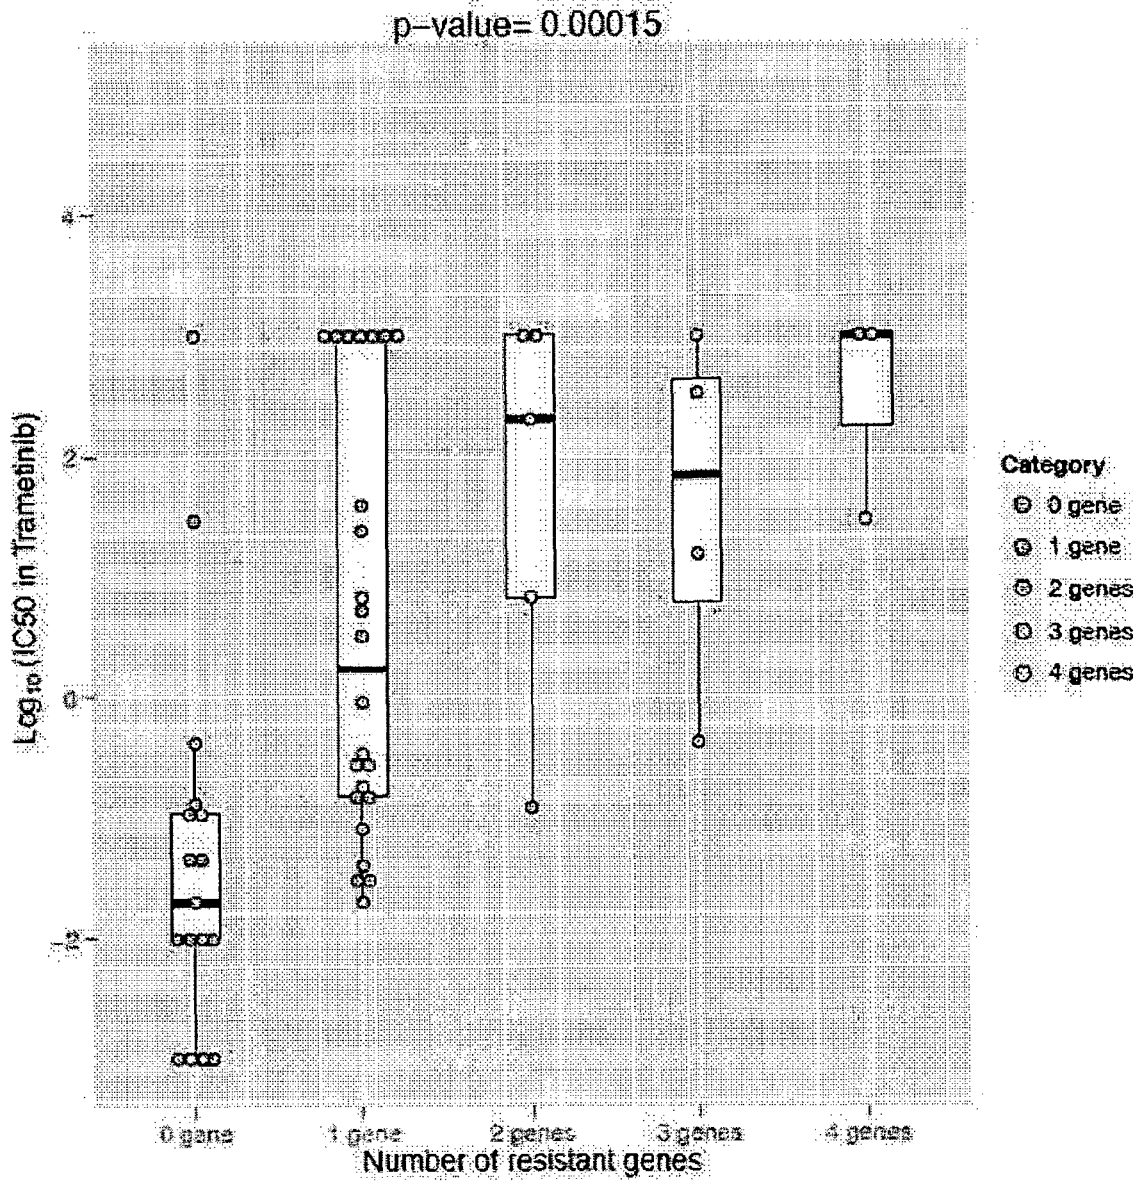 p-value= 0.00015
Log10(IC50 in Trametinib)
4
2
0
-2
0 gene
1 gene
2 genes
3 genes
4 genes
Number of resistant genes
Category
0 gene
1 gene
2 genes
3 genes
4 genes